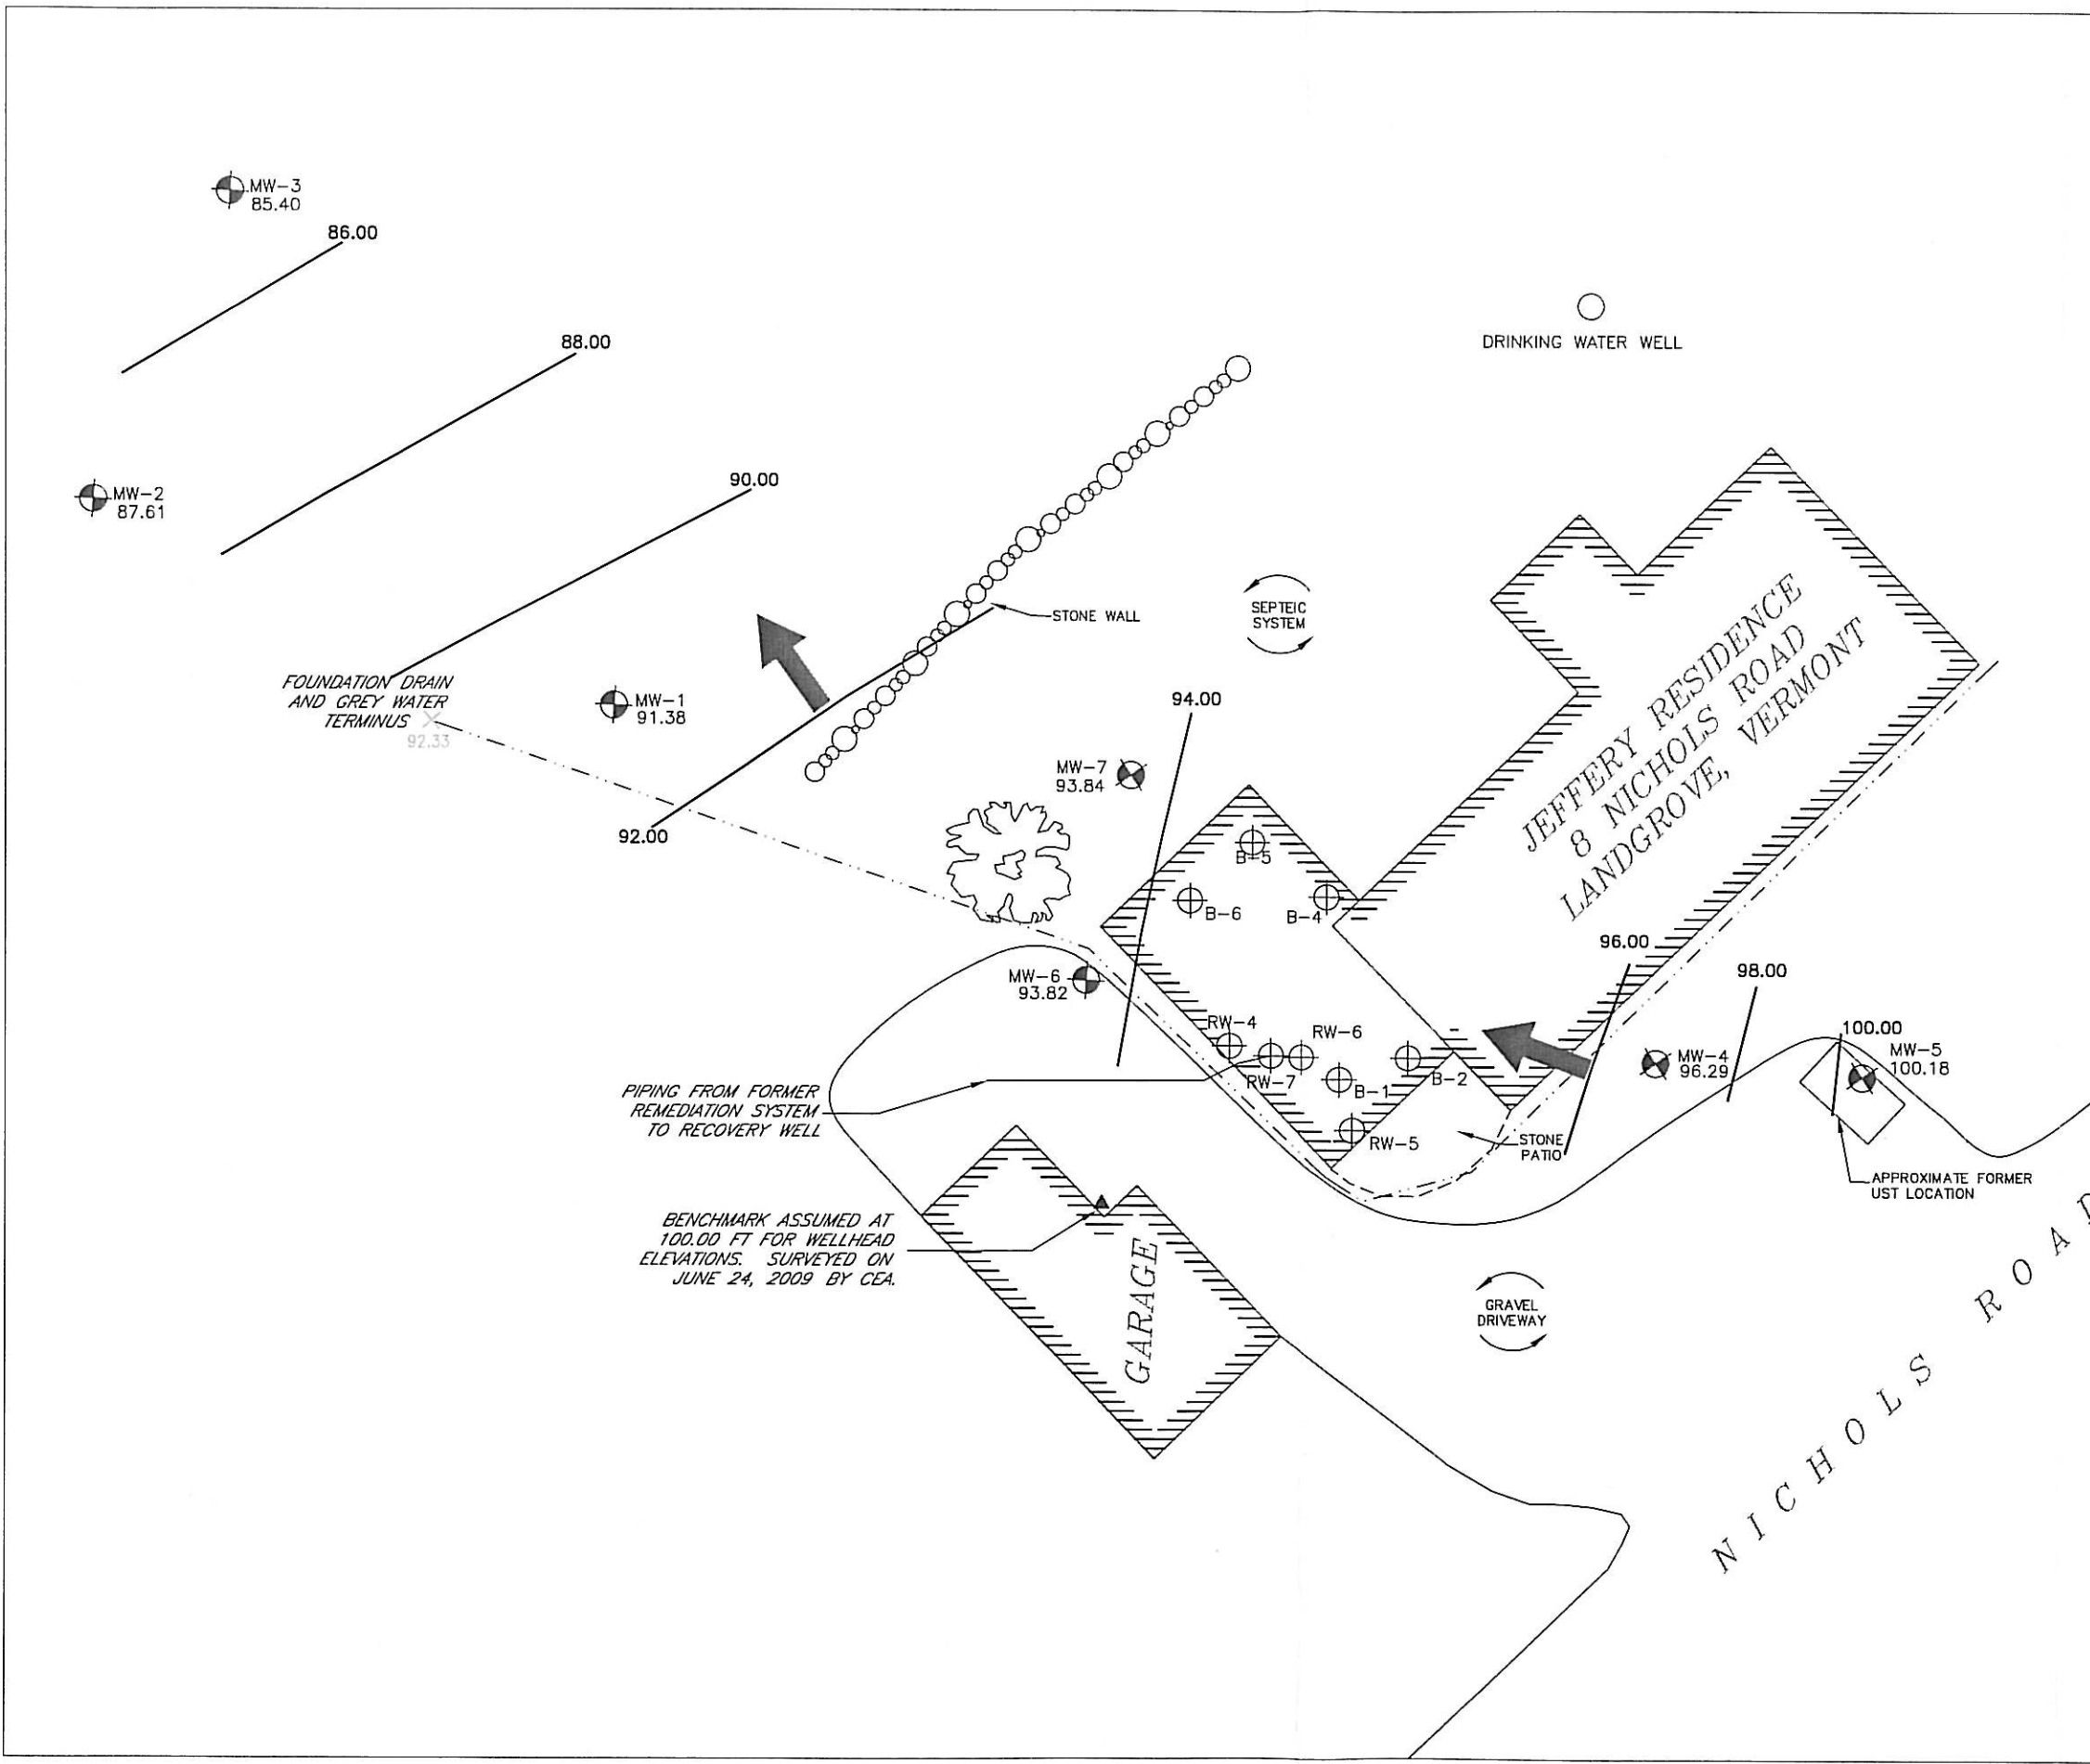 MW-3
85.40
86.00
88.00
DRINKING WATER WELL
MW-2
87.61
90.00
STONE WALL
SEPTEIC
SYSTEM
JEFFERY RESIDENCE
8 NICHOLS ROAD
LANDGROVE, VERMONT
FOUNDATION DRAIN
AND GREY WATER
TERMINUS
92.33
MW-1
91.38
94.00
MW-7
93.84
92.00
B-5
B-6
B-4
96.00
98.00
MW-6
93.82
RW-4
RW-6
RW-7
B-1
B-2
RW-5
MW-4
96.29
100.00
MW-5
100.18
PIPING FROM FORMER
REMEDIATION SYSTEM
TO RECOVERY WELL
STONE
PATIO
APPROXIMATE FORMER
UST LOCATION
BENCHMARK ASSUMED AT
100.00 FT FOR WELLHEAD
ELEVATIONS. SURVEYED ON
JUNE 24, 2009 BY CEA.
GARAGE
GRAVEL
DRIVEWAY
NICHOLS ROAD